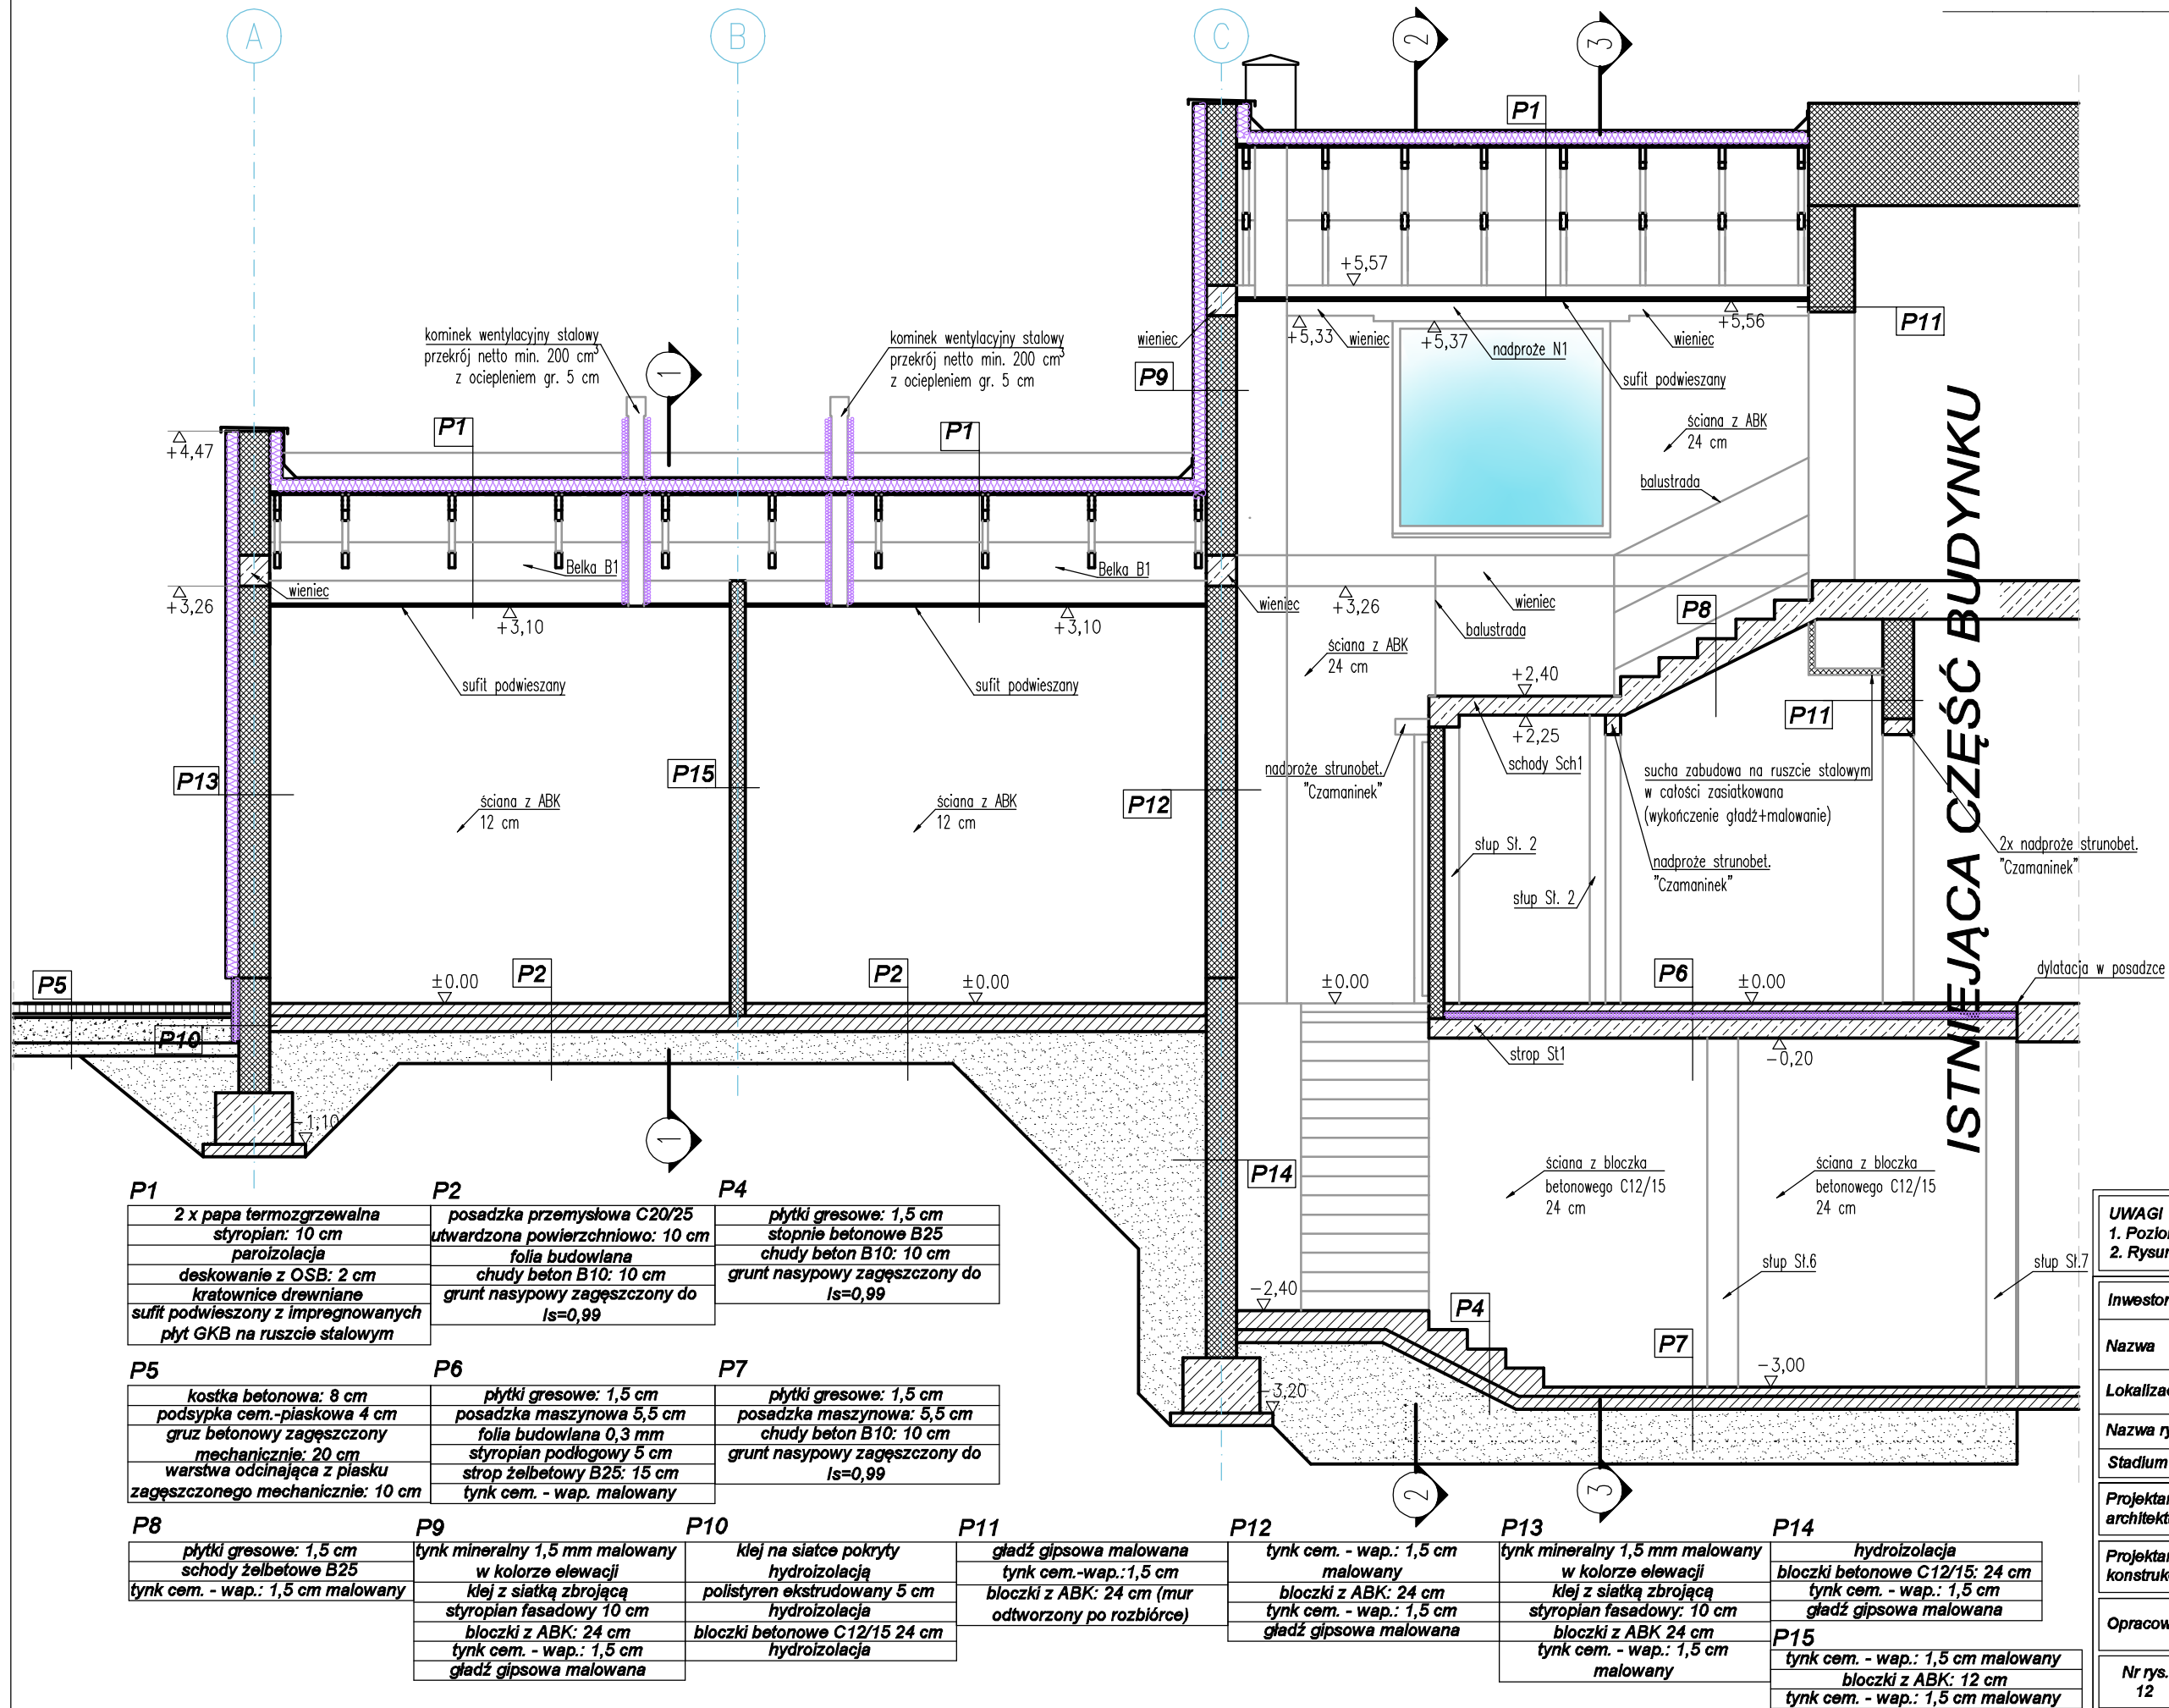 A
B
C
2
3
P1
+5,57
P11
kominek wentylacyjny stalowy
przekrój netto min. 200 cm³
z ociepleniem gr. 5 cm
kominek wentylacyjny stalowy
przekrój netto min. 200 cm³
z ociepleniem gr. 5 cm
wieniec
+5,33
wieniec
+5,37
nadproże N1
wieniec
+5,56
1
P9
sufit podwieszany
P1
P1
+4,47
ściana z ABK
24 cm
balustrada
ISTNIEJĄCA CZĘŚĆ BUDYNKU
Belka B1
Belka B1
wieniec
+3,26
wieniec
+3,26
wieniec
P8
+3,10
+3,10
balustrada
ściana z ABK
24 cm
sufit podwieszany
sufit podwieszany
+2,40
P11
+2,25
P13
P15
schody Sch1
nadproże strunobet.
"Czamaninek"
sucha zabudowa na ruszcie stalowym
w całości zasiatkowana
(wykończenie gładź+malowanie)
P12
ściana z ABK
12 cm
ściana z ABK
12 cm
słup Sł. 2
2x nadproże strunobet.
"Czamaninek"
nadproże strunobet.
"Czamaninek"
słup Sł. 2
P5
±0.00
P2
P2
±0.00
±0.00
P6
±0.00
dylatacja w posadzce
P10
strop St1
-0,20
-1,10
1
P14
ściana z bloczka
betonowego C12/15
24 cm
ściana z bloczka
betonowego C12/15
24 cm
słup Sł.6
słup Sł.7
-2,40
P4
P7
-3,00
-3,20
2
3
P1
2 x papa termozgrzewalna
styropian: 10 cm
paroizolacja
deskowanie z OSB: 2 cm
kratownice drewniane
sufit podwieszony z impregnowanych
płyt GKB na ruszcie stalowym
P2
posadzka przemysłowa C20/25
utwardzona powierzchniowo: 10 cm
folia budowlana
chudy beton B10: 10 cm
grunt nasypowy zagęszczony do
Is=0,99
P4
płytki gresowe: 1,5 cm
stopnie betonowe B25
chudy beton B10: 10 cm
grunt nasypowy zagęszczony do
Is=0,99
P5
kostka betonowa: 8 cm
podsypka cem.-piaskowa 4 cm
gruz betonowy zagęszczony
mechanicznie: 20 cm
warstwa odcinająca z piasku
zagęszczonego mechanicznie: 10 cm
P6
płytki gresowe: 1,5 cm
posadzka maszynowa 5,5 cm
folia budowlana 0,3 mm
styropian podłogowy 5 cm
strop żelbetowy B25: 15 cm
tynk cem. - wap. malowany
P7
płytki gresowe: 1,5 cm
posadzka maszynowa: 5,5 cm
chudy beton B10: 10 cm
grunt nasypowy zagęszczony do
Is=0,99
P8
płytki gresowe: 1,5 cm
schody żelbetowe B25
tynk cem. - wap.: 1,5 cm malowany
P9
tynk mineralny 1,5 mm malowany
w kolorze elewacji
klej z siatką zbrojącą
styropian fasadowy 10 cm
bloczki z ABK: 24 cm
tynk cem. - wap.: 1,5 cm
gładź gipsowa malowana
P10
klej na siatce pokryty
hydroizolacją
polistyren ekstrudowany 5 cm
hydroizolacja
bloczki betonowe C12/15 24 cm
hydroizolacja
P11
gładź gipsowa malowana
tynk cem.-wap.:1,5 cm
bloczki z ABK: 24 cm (mur
odtworzony po rozbiórce)
P12
tynk cem. - wap.: 1,5 cm
malowany
bloczki z ABK: 24 cm
tynk cem. - wap.: 1,5 cm
gładź gipsowa malowana
P13
tynk mineralny 1,5 mm malowany
w kolorze elewacji
klej z siatką zbrojącą
styropian fasadowy: 10 cm
bloczki z ABK 24 cm
tynk cem. - wap.: 1,5 cm
malowany
P14
hydroizolacja
bloczki betonowe C12/15: 24 cm
tynk cem. - wap.: 1,5 cm
gładź gipsowa malowana
P15
tynk cem. - wap.: 1,5 cm malowany
bloczki z ABK: 12 cm
tynk cem. - wap.: 1,5 cm malowany
UWAGI
1.
2.
Inwestor
Nazwa
Nazwa
Stadium
Nr rys.
12